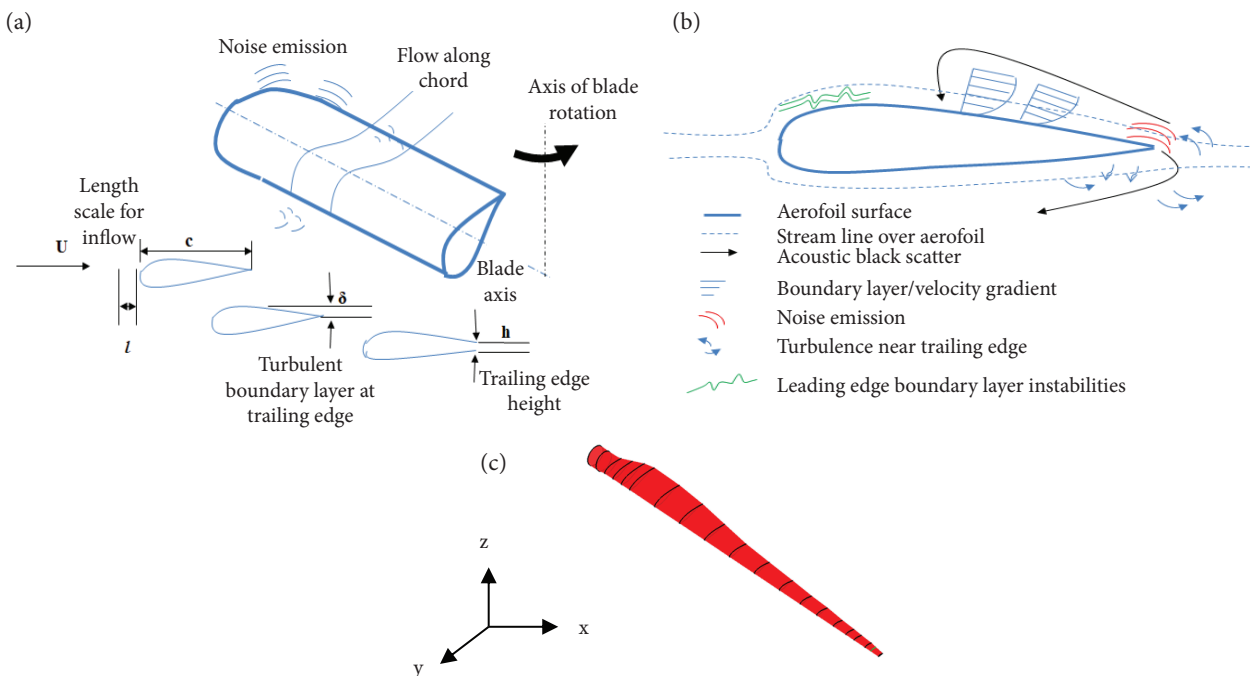 (a)
Noise emission
Flow along
chord
Axis of blade
rotation
Length
scale for
inflow
U
c
l
δ
Turbulent
boundary layer at
trailing edge
Blade
axis
h
Trailing edge
height
(b)
Aerofoil surface
Stream line over aerofoil
Acoustic black scatter
Boundary layer/velocity gradient
Noise emission
Turbulence near trailing edge
Leading edge boundary layer instabilities
(c)
z
x
y